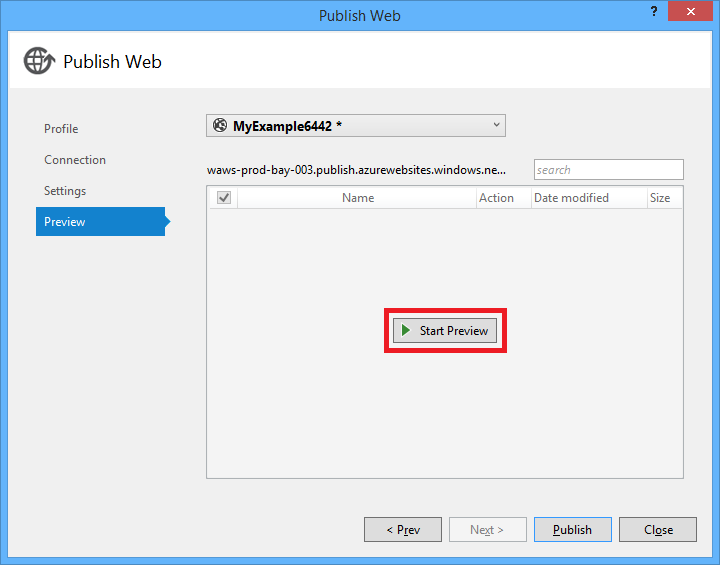 Publish Web
?
Publish Web
Profile
Connection
Settings
Preview
MyExample6442 *
waws-prod-bay-003.publish.azurewebsites.windows.ne...
search
Name Action Date modified Size
Start Preview
< Prev Next > Publish Close